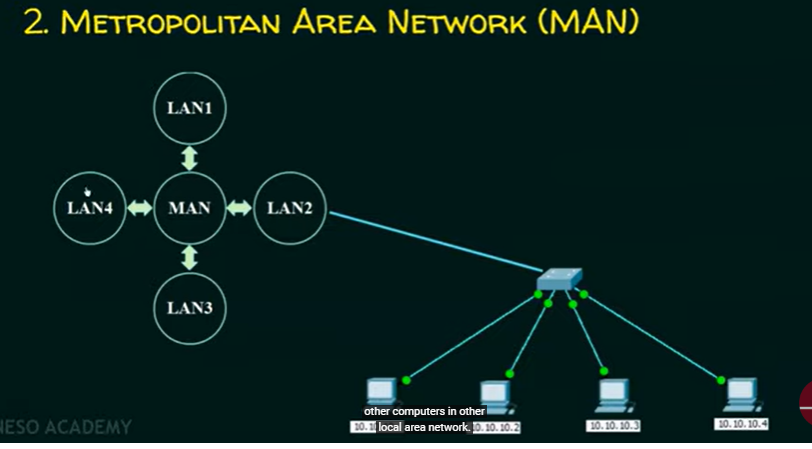 2. METROPOLITAN AREA NETWORK (MAN)
LAN1
LAN4
MAN
LAN2
LAN3
other computers in other
local area network.
10.10.10.2
10.10.10.3
10.10.10.4
NESO ACADEMY